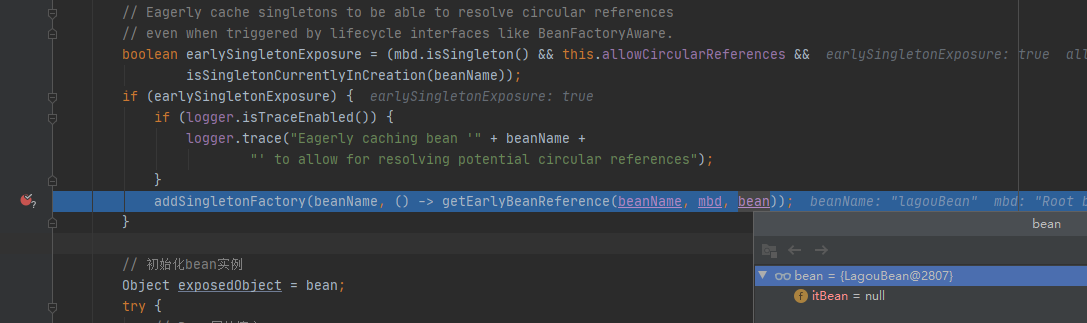 // Eagerly cache singletons to be able to resolve circular references
// even when triggered by lifecycle interfaces like BeanFactoryAware.
boolean earlySingletonExposure = (mbd.isSingleton() && this.allowCircularReferences && earlySingletonExposure: true all
isSingletonCurrentlyInCreation(beanName));
if (earlySingletonExposure) { earlySingletonExposure: true
if (logger.isTraceEnabled()) {
logger.trace("Eagerly caching bean '" + beanName +
"' to allow for resolving potential circular references");
}
addSingletonFactory(beanName, () -> getEarlyBeanReference(beanName, mbd, bean)); beanName: "lagouBean" mbd: "Root b
}
bean
// 初始化bean实例
bean = {LagouBean@2807}
Object exposedObject = bean;
f itBean = null
try {